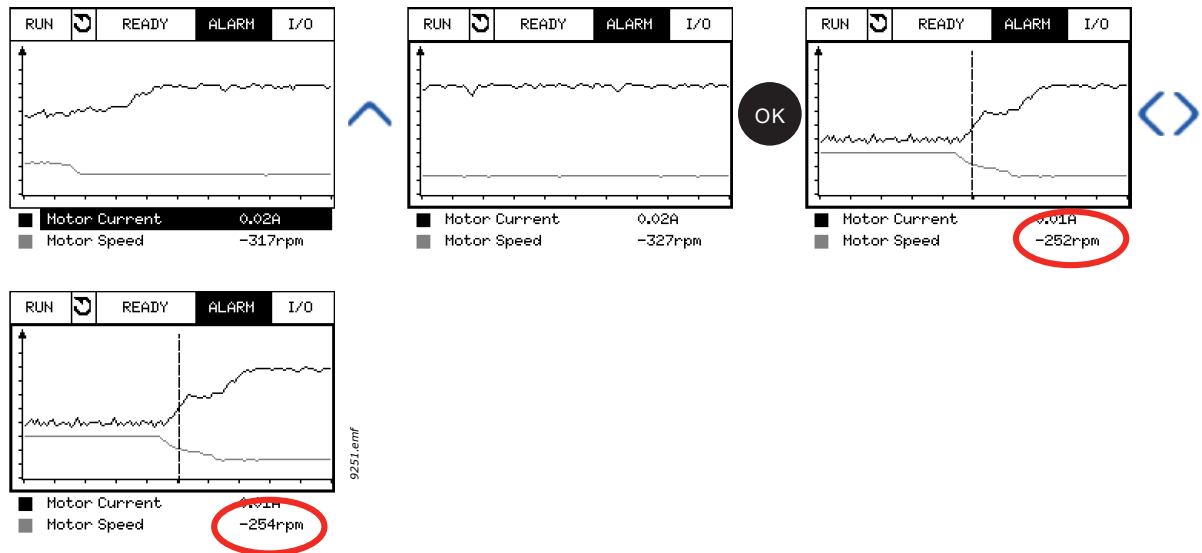 RUN READY ALARM I/O
Motor Current 0.02A
Motor Speed -317rpm
RUN READY ALARM I/O
Motor Current 0.02A
Motor Speed -327rpm
OK
RUN READY ALARM I/O
Motor Current 0.01A
Motor Speed -252rpm
RUN READY ALARM I/O
Motor Current 0.01A
Motor Speed -254rpm
9251.emf